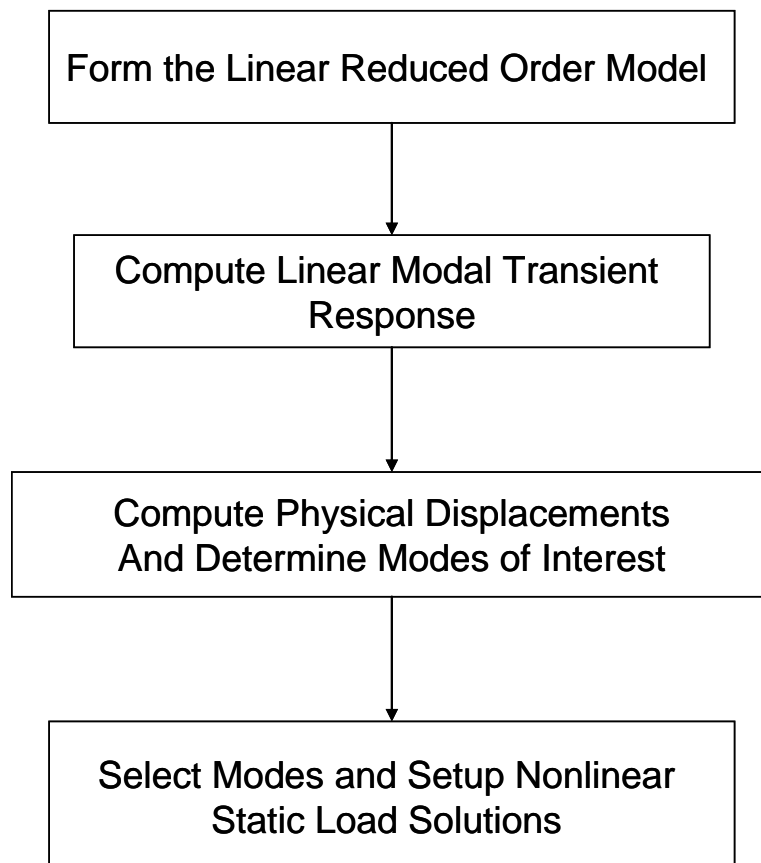 Form the Linear Reduced Order Model
Compute Linear Modal Transient
Response
Compute Physical Displacements
And Determine Modes of Interest
Select Modes and Setup Nonlinear
Static Load Solutions